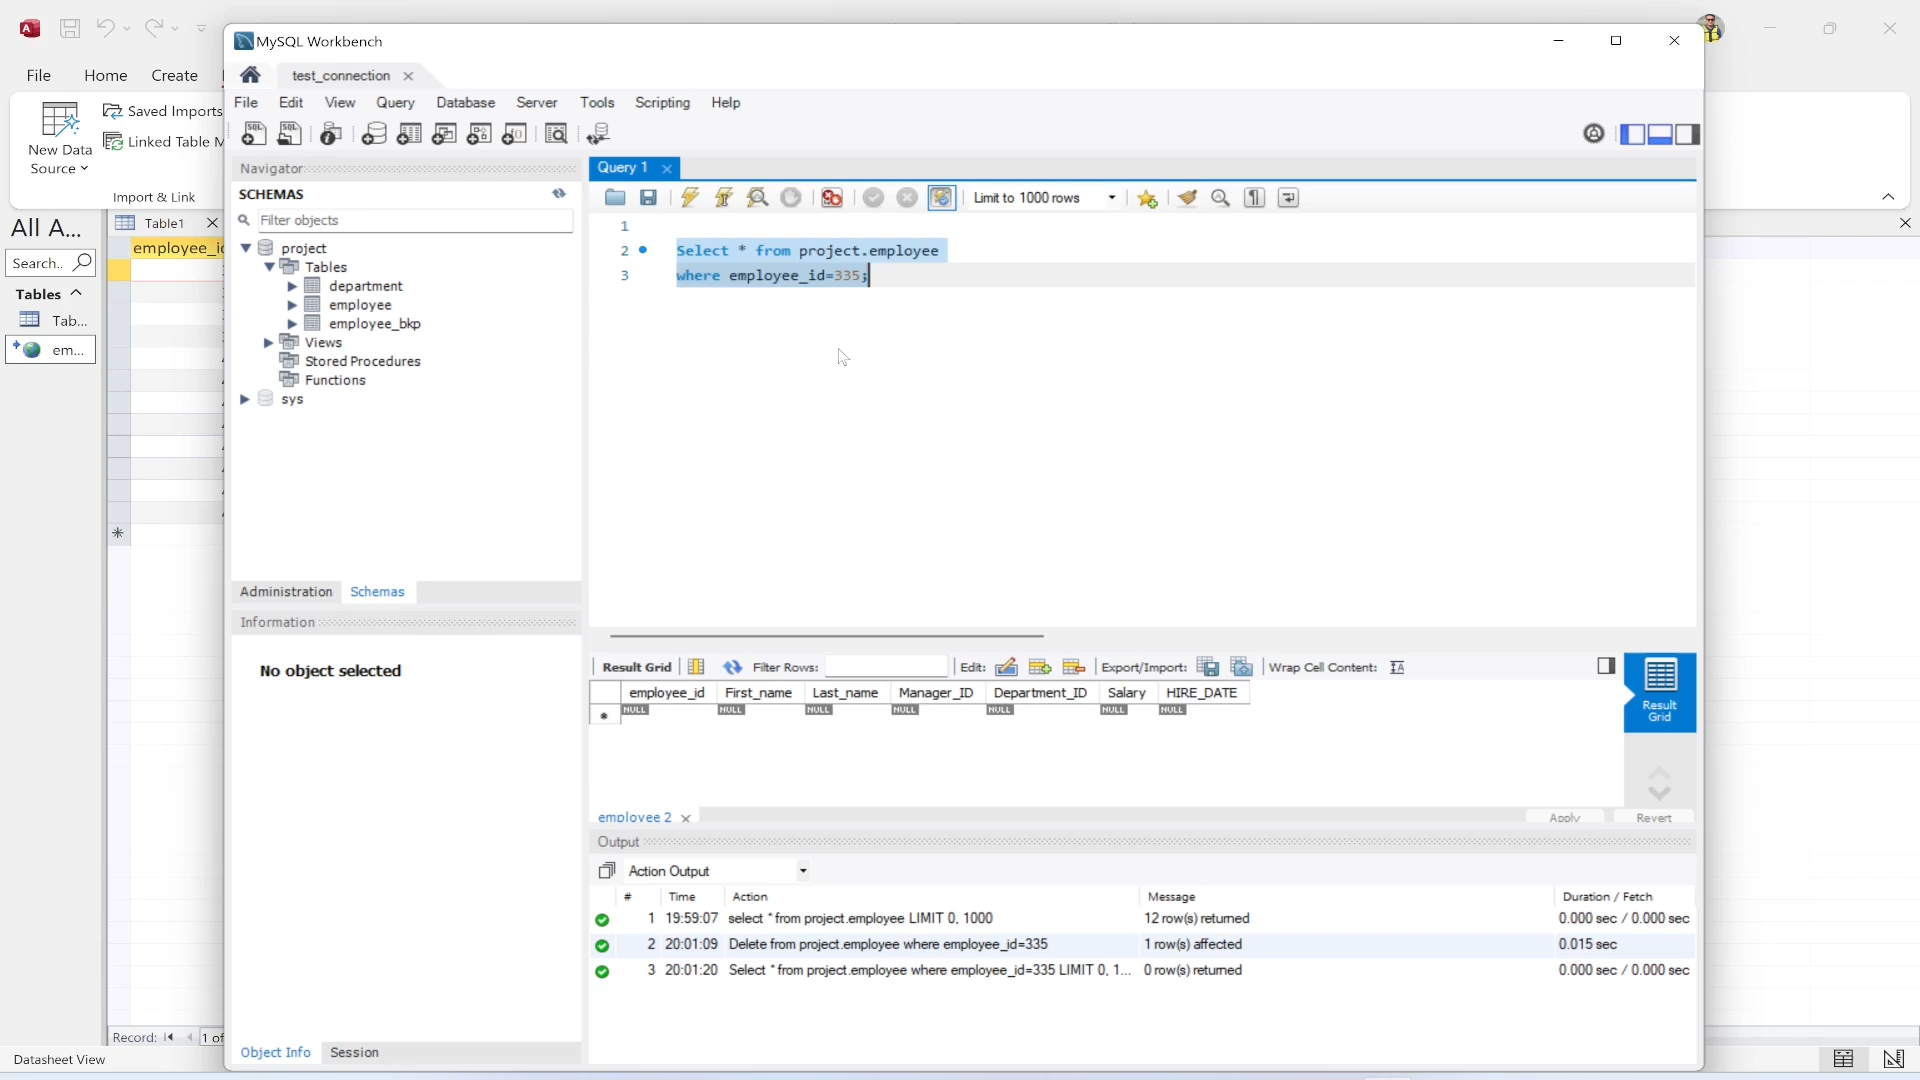 MySQL Workbench
File Home Create
test_connection
File Edit View Query Database Server Tools Scripting Help
Saved Imports
Linked Table M
New Data
Source
Import & Link
Navigator
SCHEMAS
Filter objects
project
Tables
department
employee
employee_bkp
Views
Stored Procedures
Functions
sys
Administration Schemas
Information
No object selected
Object Info Session
All A...
Search..
Tables
Tab...
em...
Table1
employee_i
Query 1
Limit to 1000 rows
1
2 Select * from project.employee
3 where employee_id=335;
Result Grid Filter Rows: Edit: Export/Import: Wrap Cell Content:
employee_id First_name Last_name Manager_ID Department_ID Salary HIRE_DATE
NULL NULL NULL NULL NULL NULL NULL
Result
Grid
employee 2 Apply Revert
Output
Action Output
# Time Action Message Duration / Fetch
1 19:59:07 select * from project.employee LIMIT 0, 1000 12 row(s) returned 0.000 sec / 0.000 sec
2 20:01:09 Delete from project.employee where employee_id=335 1 row(s) affected 0.015 sec
3 20:01:20 Select * from project.employee where employee_id=335 LIMIT 0, 1... 0 row(s) returned 0.000 sec / 0.000 sec
Record: 1 of
Datasheet View